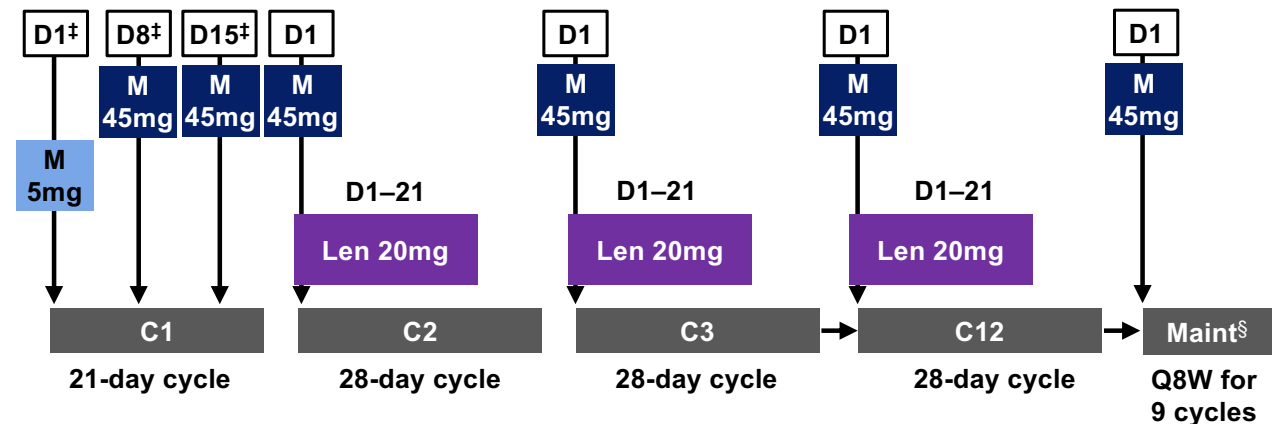 D1‡ D8‡ D15‡ D1 D1 D1 D1
M M M M M M
45mg 45mg 45mg 45mg 45mg 45mg
M
5mg
D1–21 D1–21 D1–21
Len 20mg Len 20mg Len 20mg
C1 C2 C3 C12 Maint§
21-day cycle 28-day cycle 28-day cycle 28-day cycle Q8W for
9 cycles